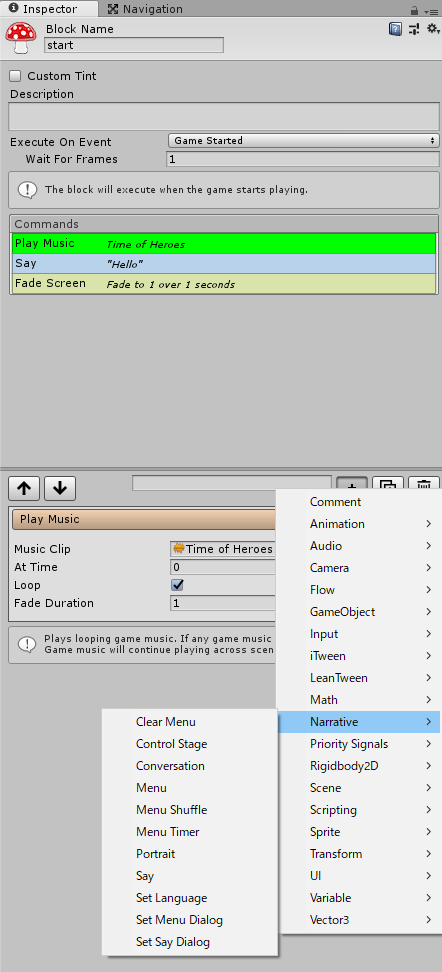 Inspector
Navigation
Block Name
start
Custom Tint
Description
Execute On Event
Game Started
Wait For Frames
1
The block will execute when the game starts playing.
Commands
Play Music Time of Heroes
Say "Hello"
Fade Screen Fade to 1 over 1 seconds
Play Music
Music Clip Time of Heroes
At Time 0
Loop
Fade Duration 1
Plays looping game music. If any game music
Game music will continue playing across scen
Comment
Animation
Audio
Camera
Flow
GameObject
Input
iTween
LeanTween
Math
Narrative
Priority Signals
Rigidbody2D
Scene
Scripting
Sprite
Transform
UI
Variable
Vector3
Clear Menu
Control Stage
Conversation
Menu
Menu Shuffle
Menu Timer
Portrait
Say
Set Language
Set Menu Dialog
Set Say Dialog